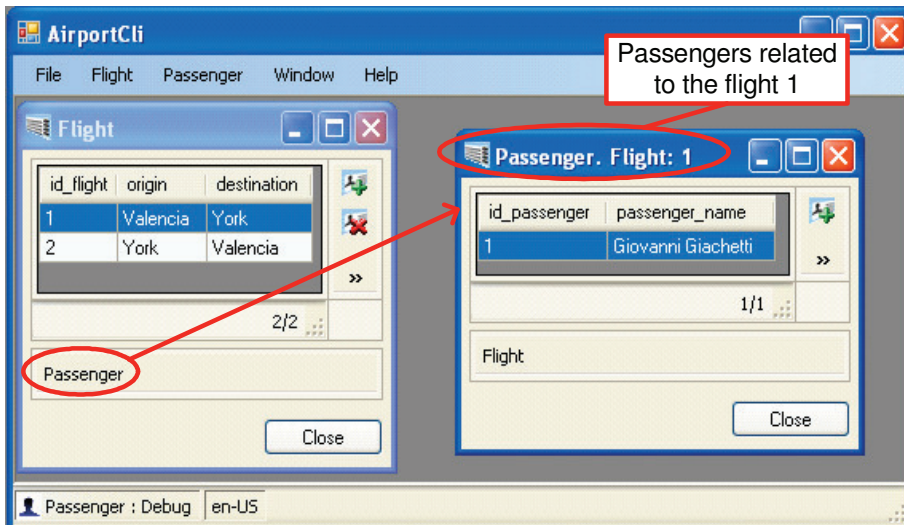 AirportCli
File Flight Passenger Window Help
Passengers related
to the flight 1
Flight
id_flight origin destination
1 Valencia York
2 York Valencia
»
2/2
Passenger
Close
Passenger. Flight: 1
id_passenger passenger_name
1 Giovanni Giachetti
»
1/1
Flight
Close
Passenger : Debug en-US